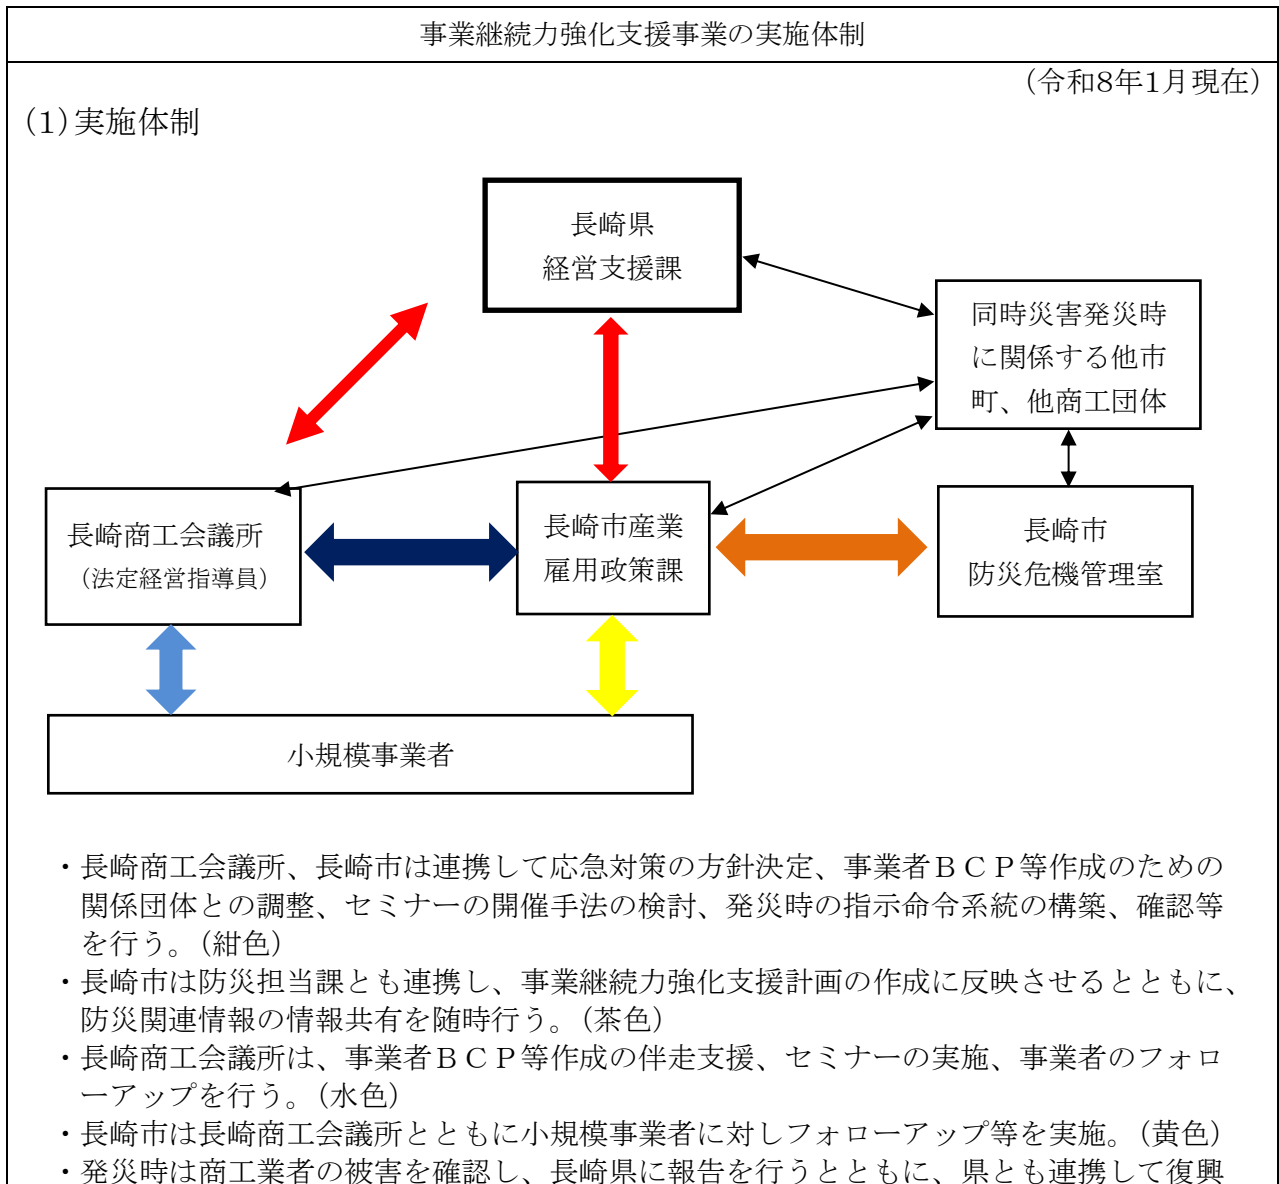 事業継続力強化支援事業の実施体制
（令和8年1月現在）
（1）実施体制
長崎県
経営支援課
同時災害発災時
に関係する他市
町、他商工団体
長崎商工会議所
（法定経営指導員）
長崎市産業
雇用政策課
長崎市
防災危機管理室
小規模事業者
・長崎商工会議所、長崎市は連携して応急対策の方針決定、事業者ＢＣＰ等作成のための
関係団体との調整、セミナーの開催手法の検討、発災時の指示命令系統の構築、確認等
を行う。（紺色）
・長崎市は防災担当課とも連携し、事業継続力強化支援計画の作成に反映させるとともに、
防災関連情報の情報共有を随時行う。（茶色）
・長崎商工会議所は、事業者ＢＣＰ等作成の伴走支援、セミナーの実施、事業者のフォロ
ーアップを行う。（水色）
・長崎市は長崎商工会議所とともに小規模事業者に対しフォローアップ等を実施。（黄色）
・発災時は商工業者の被害を確認し、長崎県に報告を行うとともに、県とも連携して復興